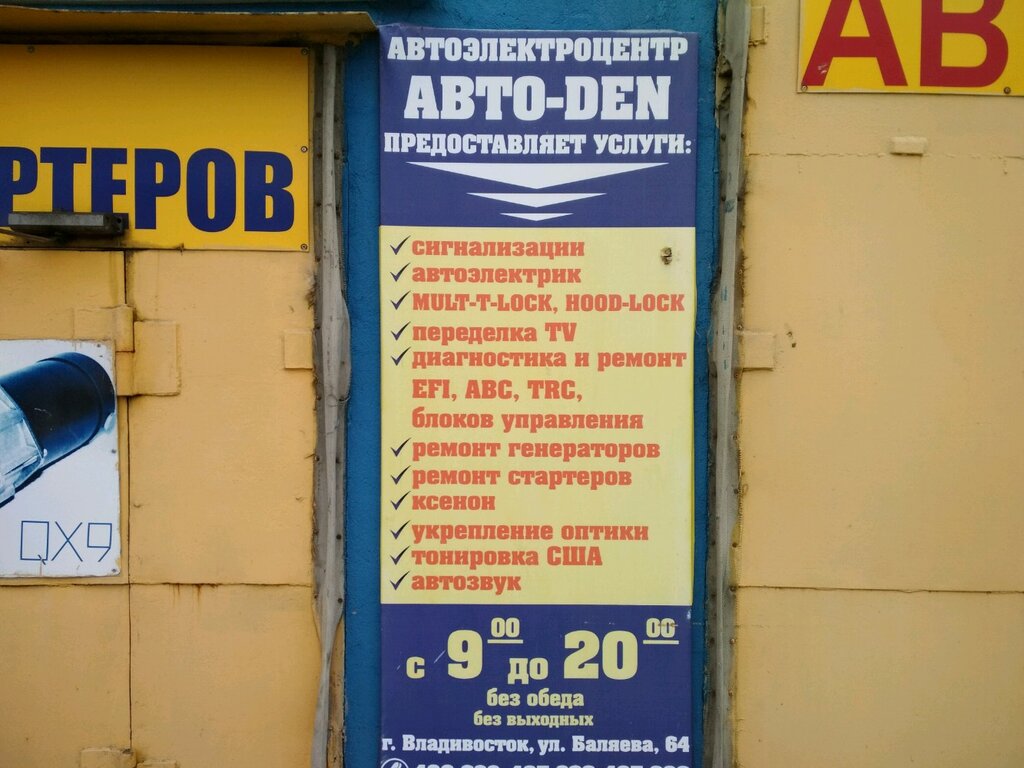 АВТОЭЛЕКТРОЦЕНТР
АВТО-DEN
ПРЕДОСТАВЛЯЕТ УСЛУГИ:
сигнализации
автоэлектрик
MULT-T-LOCK, HOOD-LOCK
переделка TV
диагностика и ремонт
EFI, ABC, TRC,
блоков управления
ремонт генераторов
ремонт стартеров
ксенон
укрепление оптики
тонировка США
автозвук
с 9 00 до 20 00
без обеда
без выходных
г. Владивосток, ул. Баляева, 64
РТЕРОВ
QX9
АВ